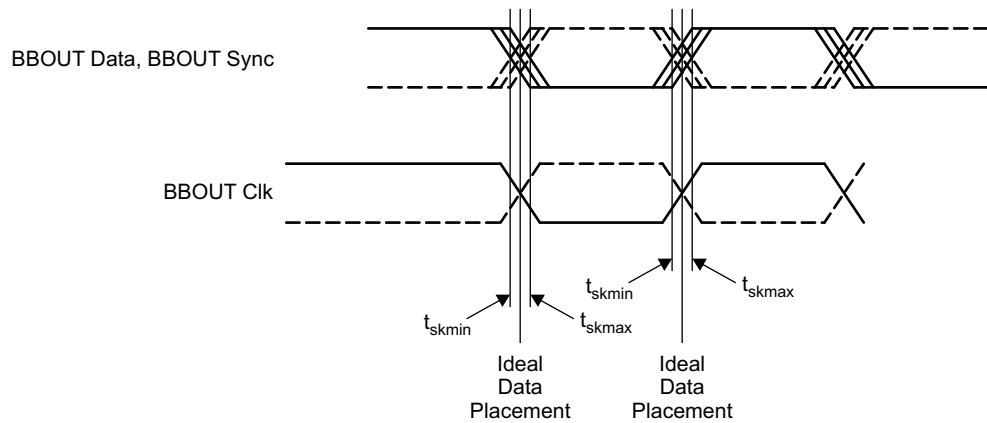 BBOUT Data, BBOUT Sync
BBOUT Clk
tskmin
tskmax
tskmin
tskmax
Ideal
Data
Placement
Ideal
Data
Placement